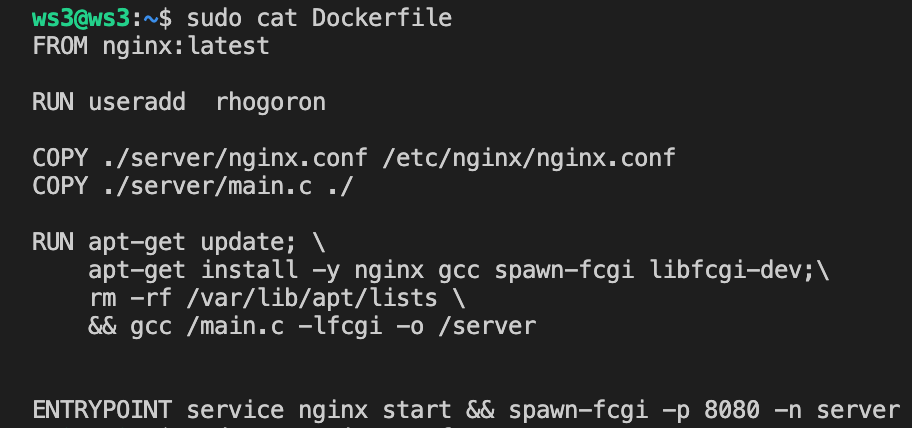 ws3@ws3:~$ sudo cat Dockerfile
FROM nginx:latest
RUN useradd  rhogoron
COPY ./server/nginx.conf /etc/nginx/nginx.conf
COPY ./server/main.c ./
RUN apt-get update; \
    apt-get install -y nginx gcc spawn-fcgi libfcgi-dev;\
    rm -rf /var/lib/apt/lists \
    && gcc /main.c -lfcgi -o /server
ENTRYPOINT service nginx start && spawn-fcgi -p 8080 -n server